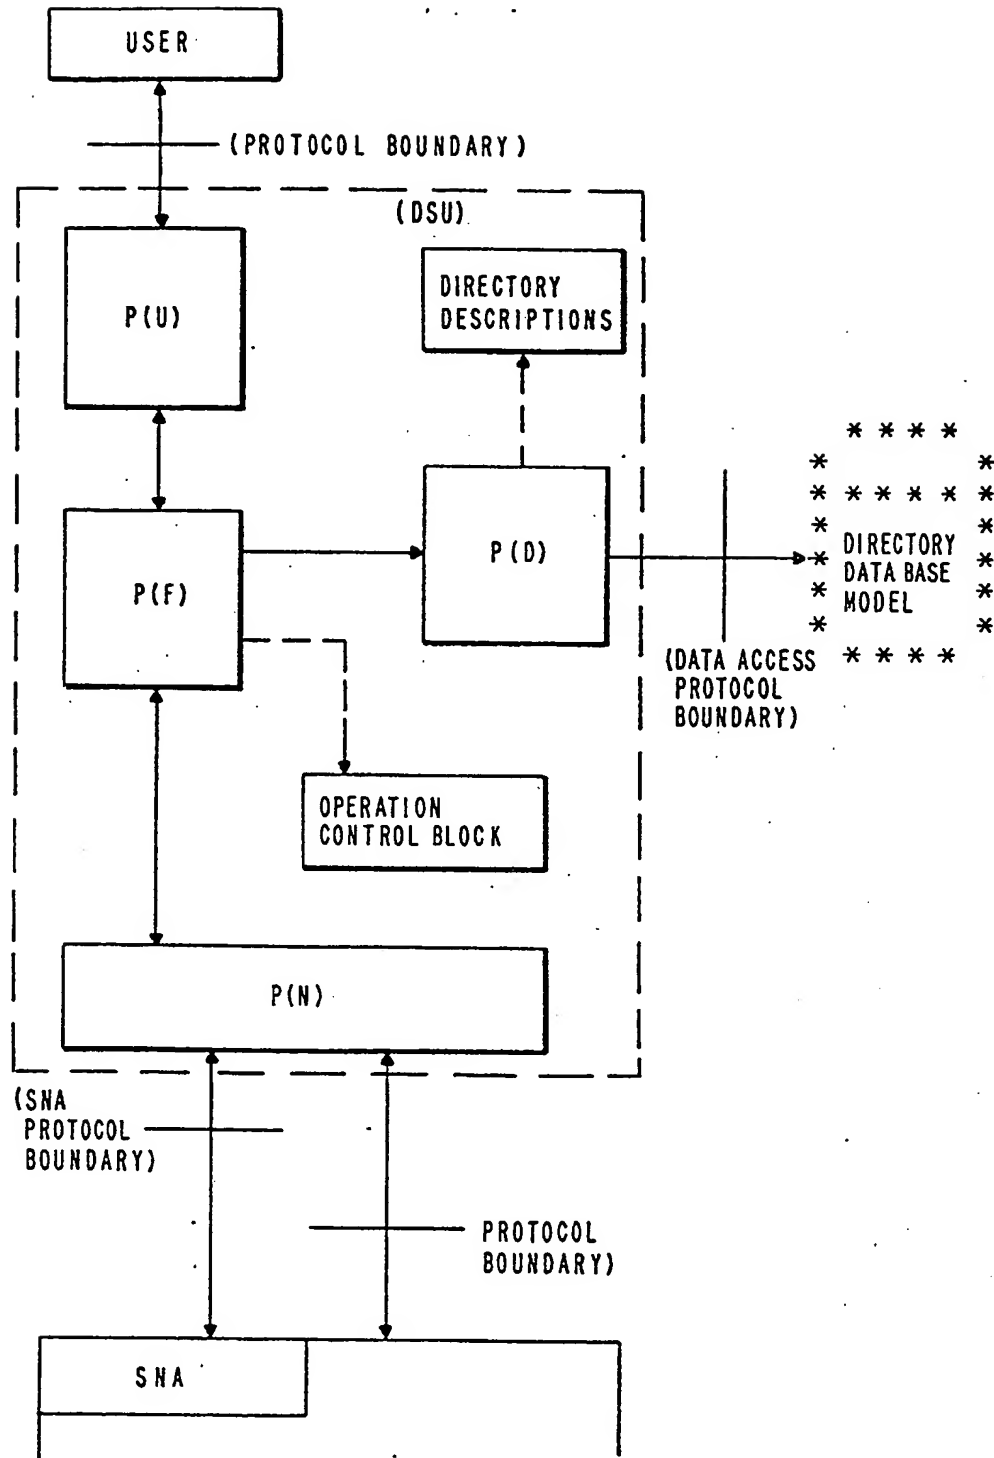 USER
(PROTOCOL BOUNDARY)
(DSU)
P(U)
DIRECTORY
DESCRIPTIONS
P(F)
P(D)
* * * *
* *
* * * * * *
* *
DIRECTORY
* *
DATA BASE
* *
MODEL
* *
* * * *
(DATA ACCESS
PROTOCOL
BOUNDARY)
OPERATION
CONTROL BLOCK
P(N)
(SNA
PROTOCOL
BOUNDARY)
PROTOCOL
BOUNDARY)
SNA